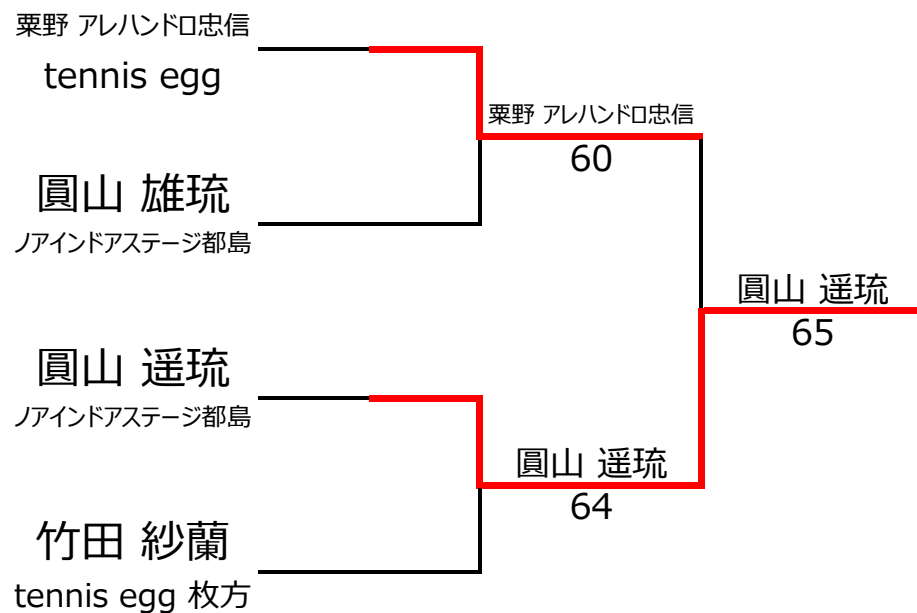 粟野 アレハンドロ忠信
tennis egg
粟野 アレハンドロ忠信
60
圓山 雄琉
ノアインドアステージ都島
圓山 遥琉
65
圓山 遥琉
ノアインドアステージ都島
圓山 遥琉
64
竹田 紗蘭
tennis egg 枚方